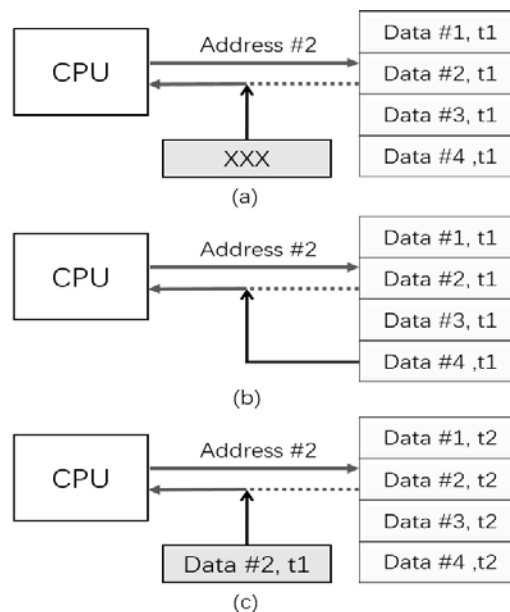 Address #2
CPU
Data #1, t1
Data #2, t1
Data #3, t1
Data #4 ,t1
XXX
(a)
Address #2
CPU
Data #1, t1
Data #2, t1
Data #3, t1
Data #4 ,t1
(b)
Address #2
CPU
Data #1, t2
Data #2, t2
Data #3, t2
Data #4 ,t2
Data #2, t1
(c)